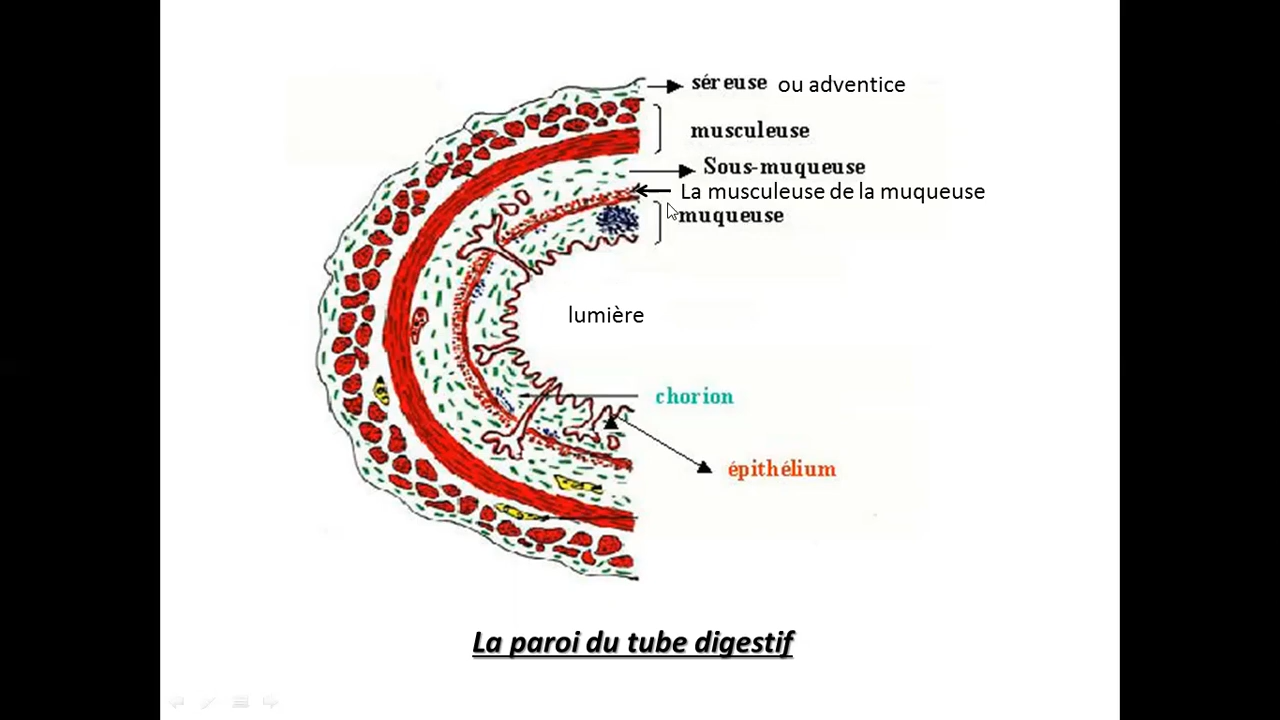 séreuse ou adventice
musculeuse
Sous-muqueuse
La musculeuse de la muqueuse
muqueuse
lumière
chorion
épithélium
La paroi du tube digestif